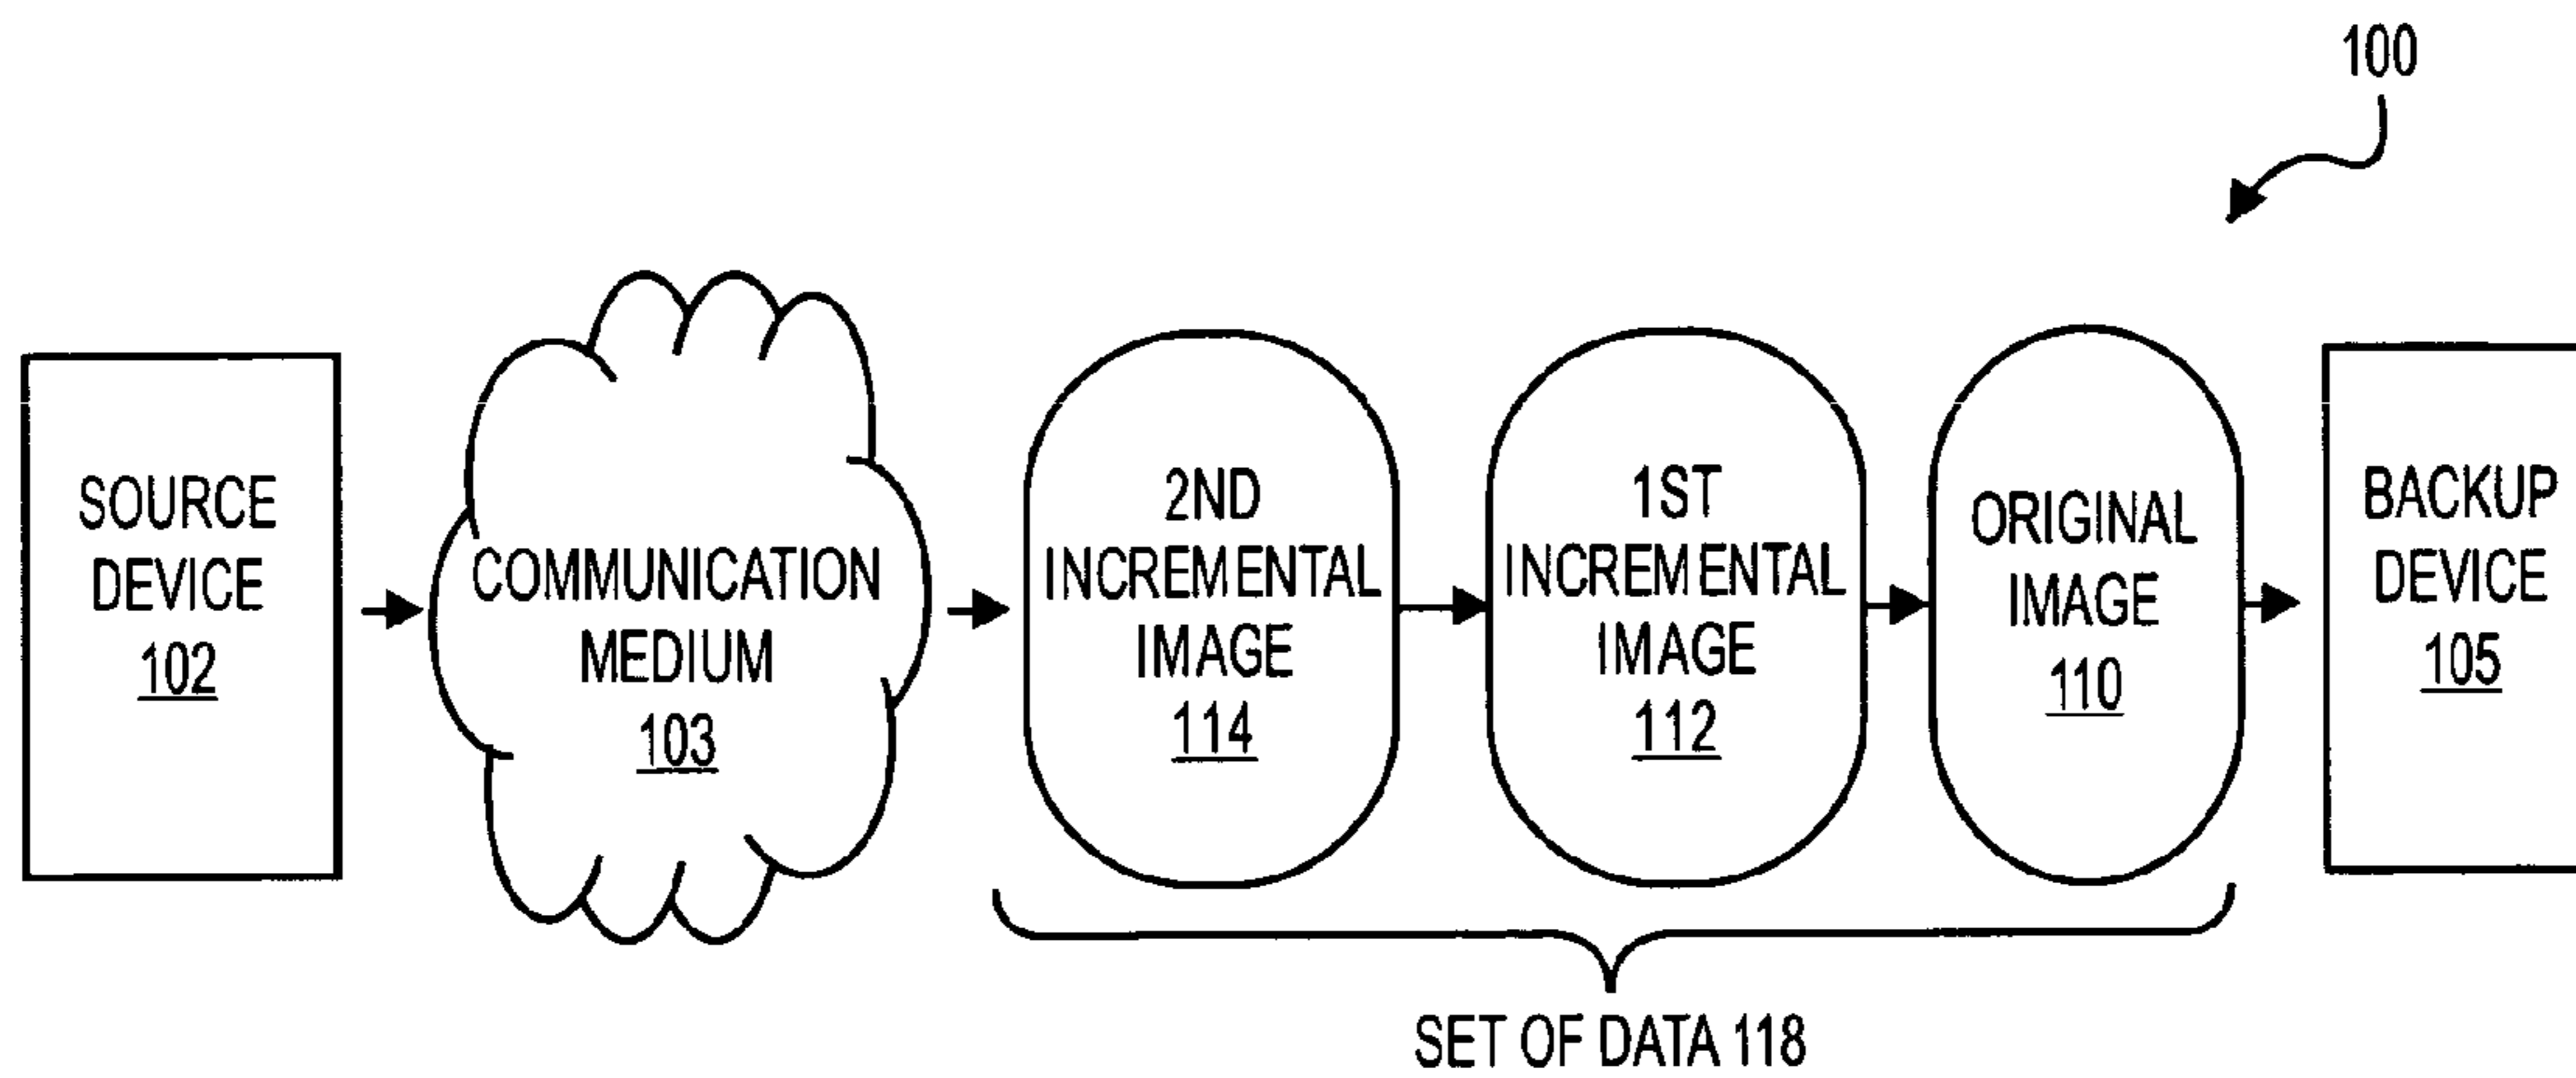 100
SOURCE
DEVICE
102
COMMUNICATION
MEDIUM
103
2ND
INCREMENTAL
IMAGE
114
1ST
INCREMENTAL
IMAGE
112
ORIGINAL
IMAGE
110
BACKUP
DEVICE
105
SET OF DATA 118